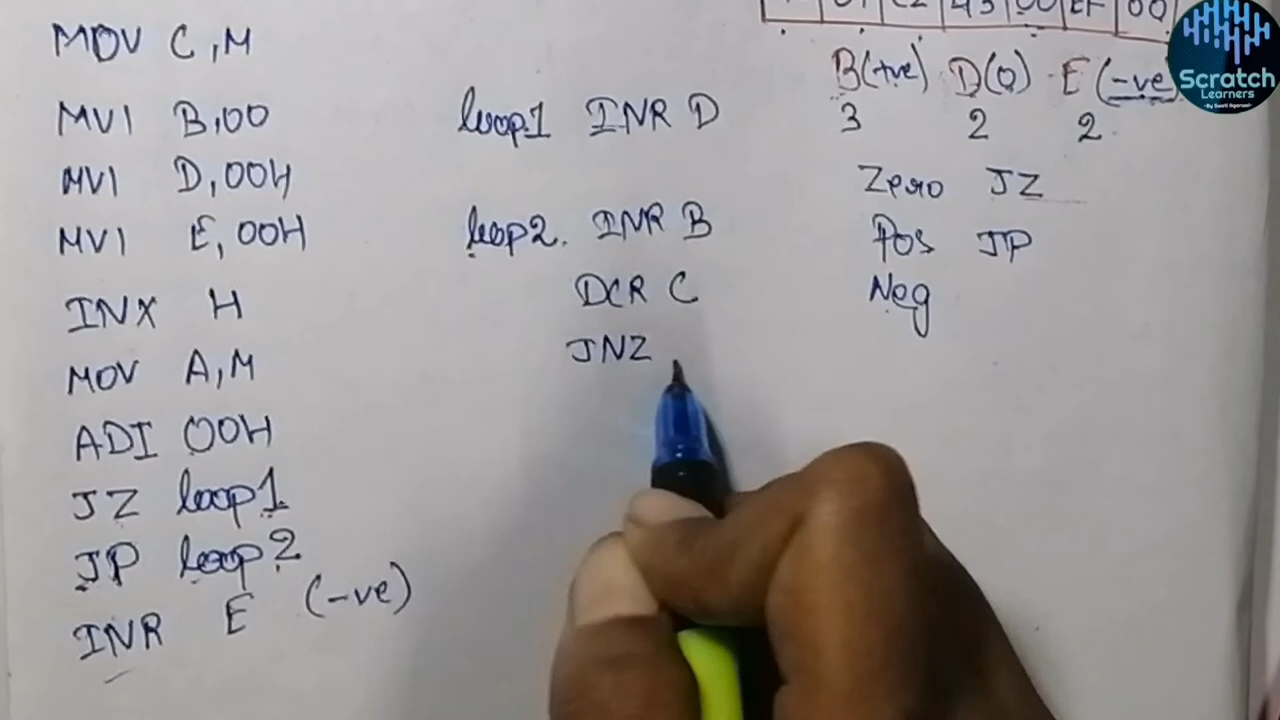 MOV C,M
MVI B,00
MVI D,00H
MVI E,00H
INX H
MOV A,M
ADI 00H
JZ loop1
JP loop2
INR E (-ve)
loop1 INR D
loop2. INR B
DCR C
JNZ
B(+ve) D(0) E(-ve)
3 2 2
Zero JZ
Pos JP
Neg
Scratch
Learners